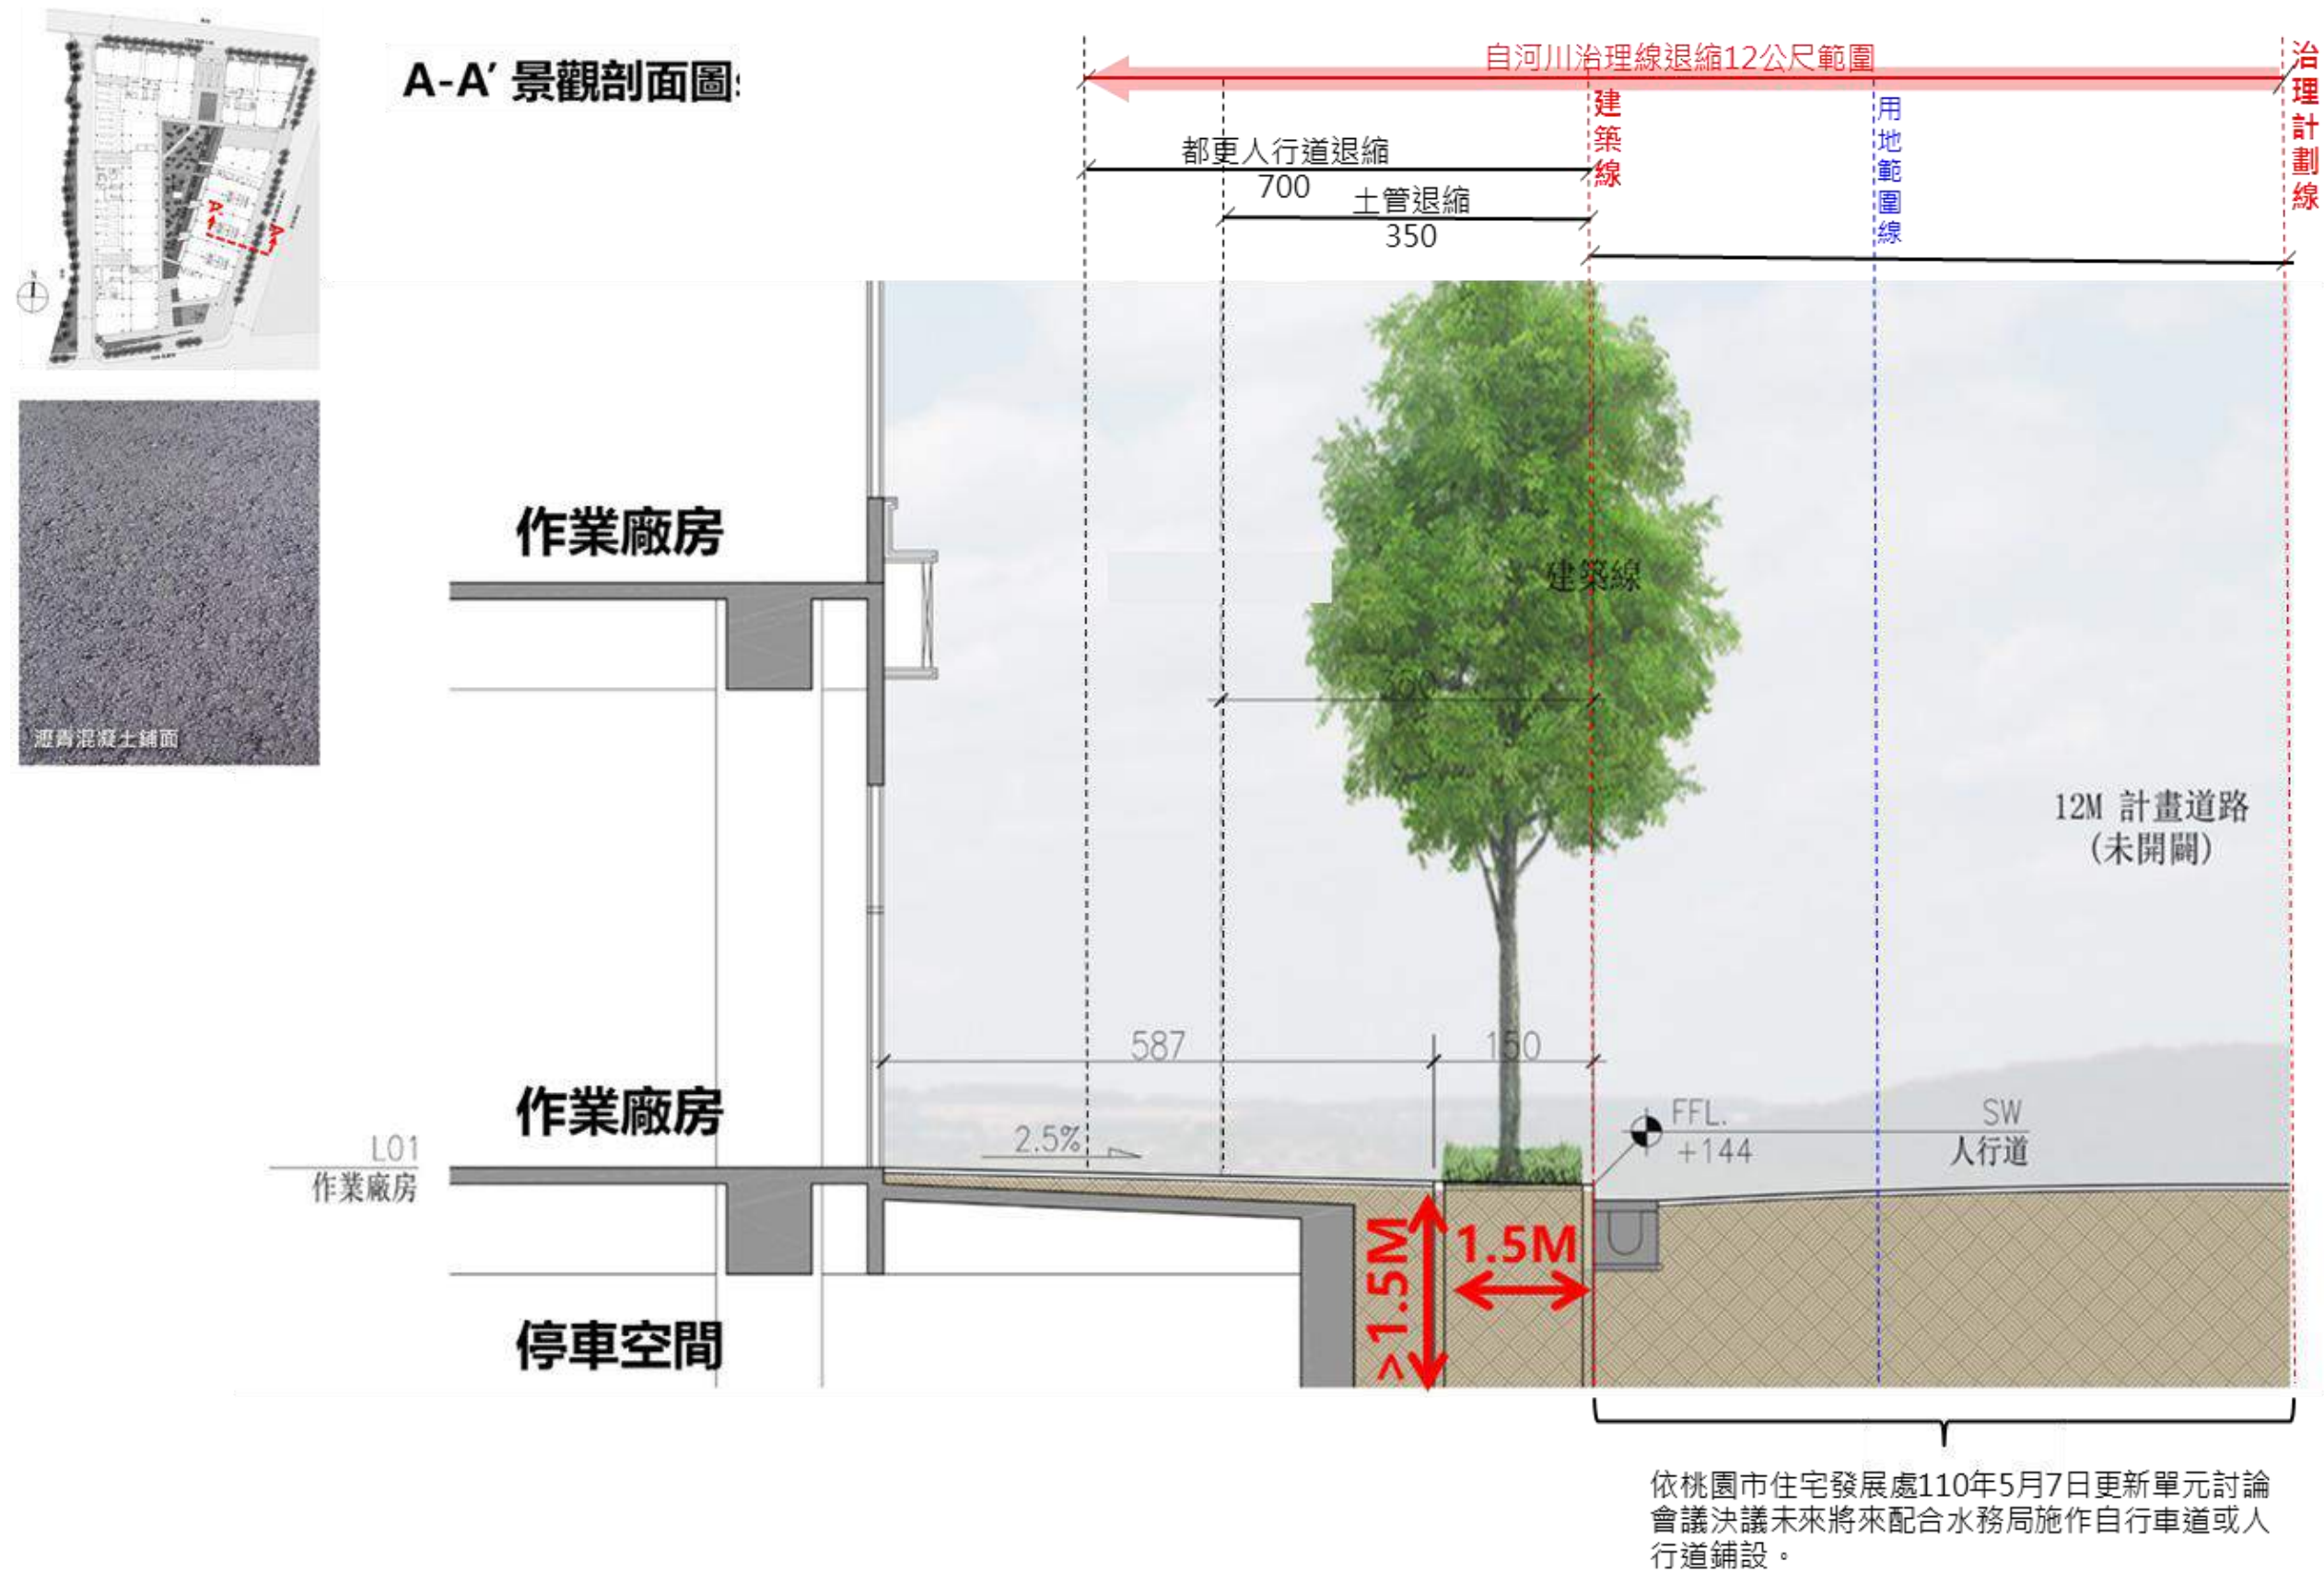 A-A' 景觀剖面圖
自河川治理線退縮12公尺範圍
治理計劃線
建築線
用地範圍線
都更人行道退縮
700
土管退縮
350
作業廠房
建築線
瀝青混凝土鋪面
12M 計畫道路
(未開闢)
587
150
作業廠房
2.5%
FFL.
+144
SW
人行道
L01
作業廠房
>1.5M
1.5M
停車空間
依桃園市住宅發展處110年5月7日更新單元討論
會議決議未來將來配合水務局施作自行車道或人
行道鋪設。